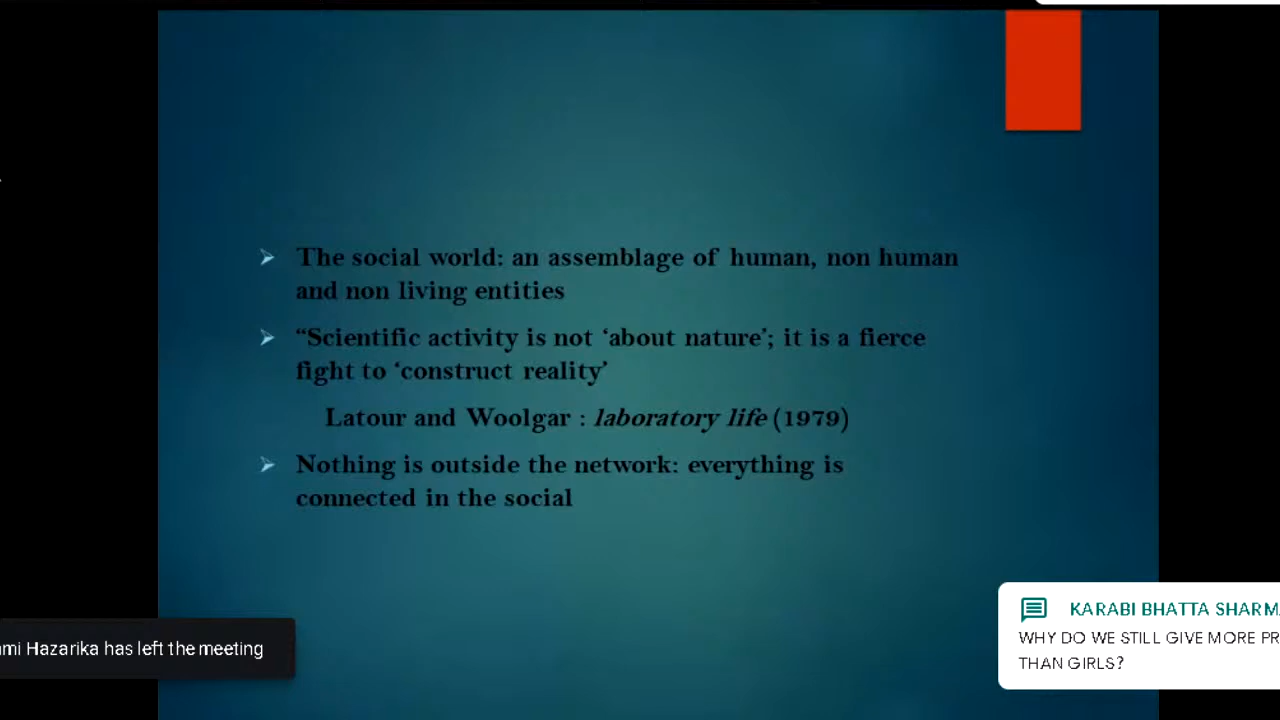 The social world: an assemblage of human, non human
and non living entities
“Scientific activity is not ‘about nature’; it is a fierce
fight to ‘construct reality’
Latour and Woolgar : laboratory life (1979)
Nothing is outside the network: everything is
connected in the social
Hazarika has left the meeting
KARABI BHATTA
WHY DO WE STILL GIVE MORE
THAN GIRLS?